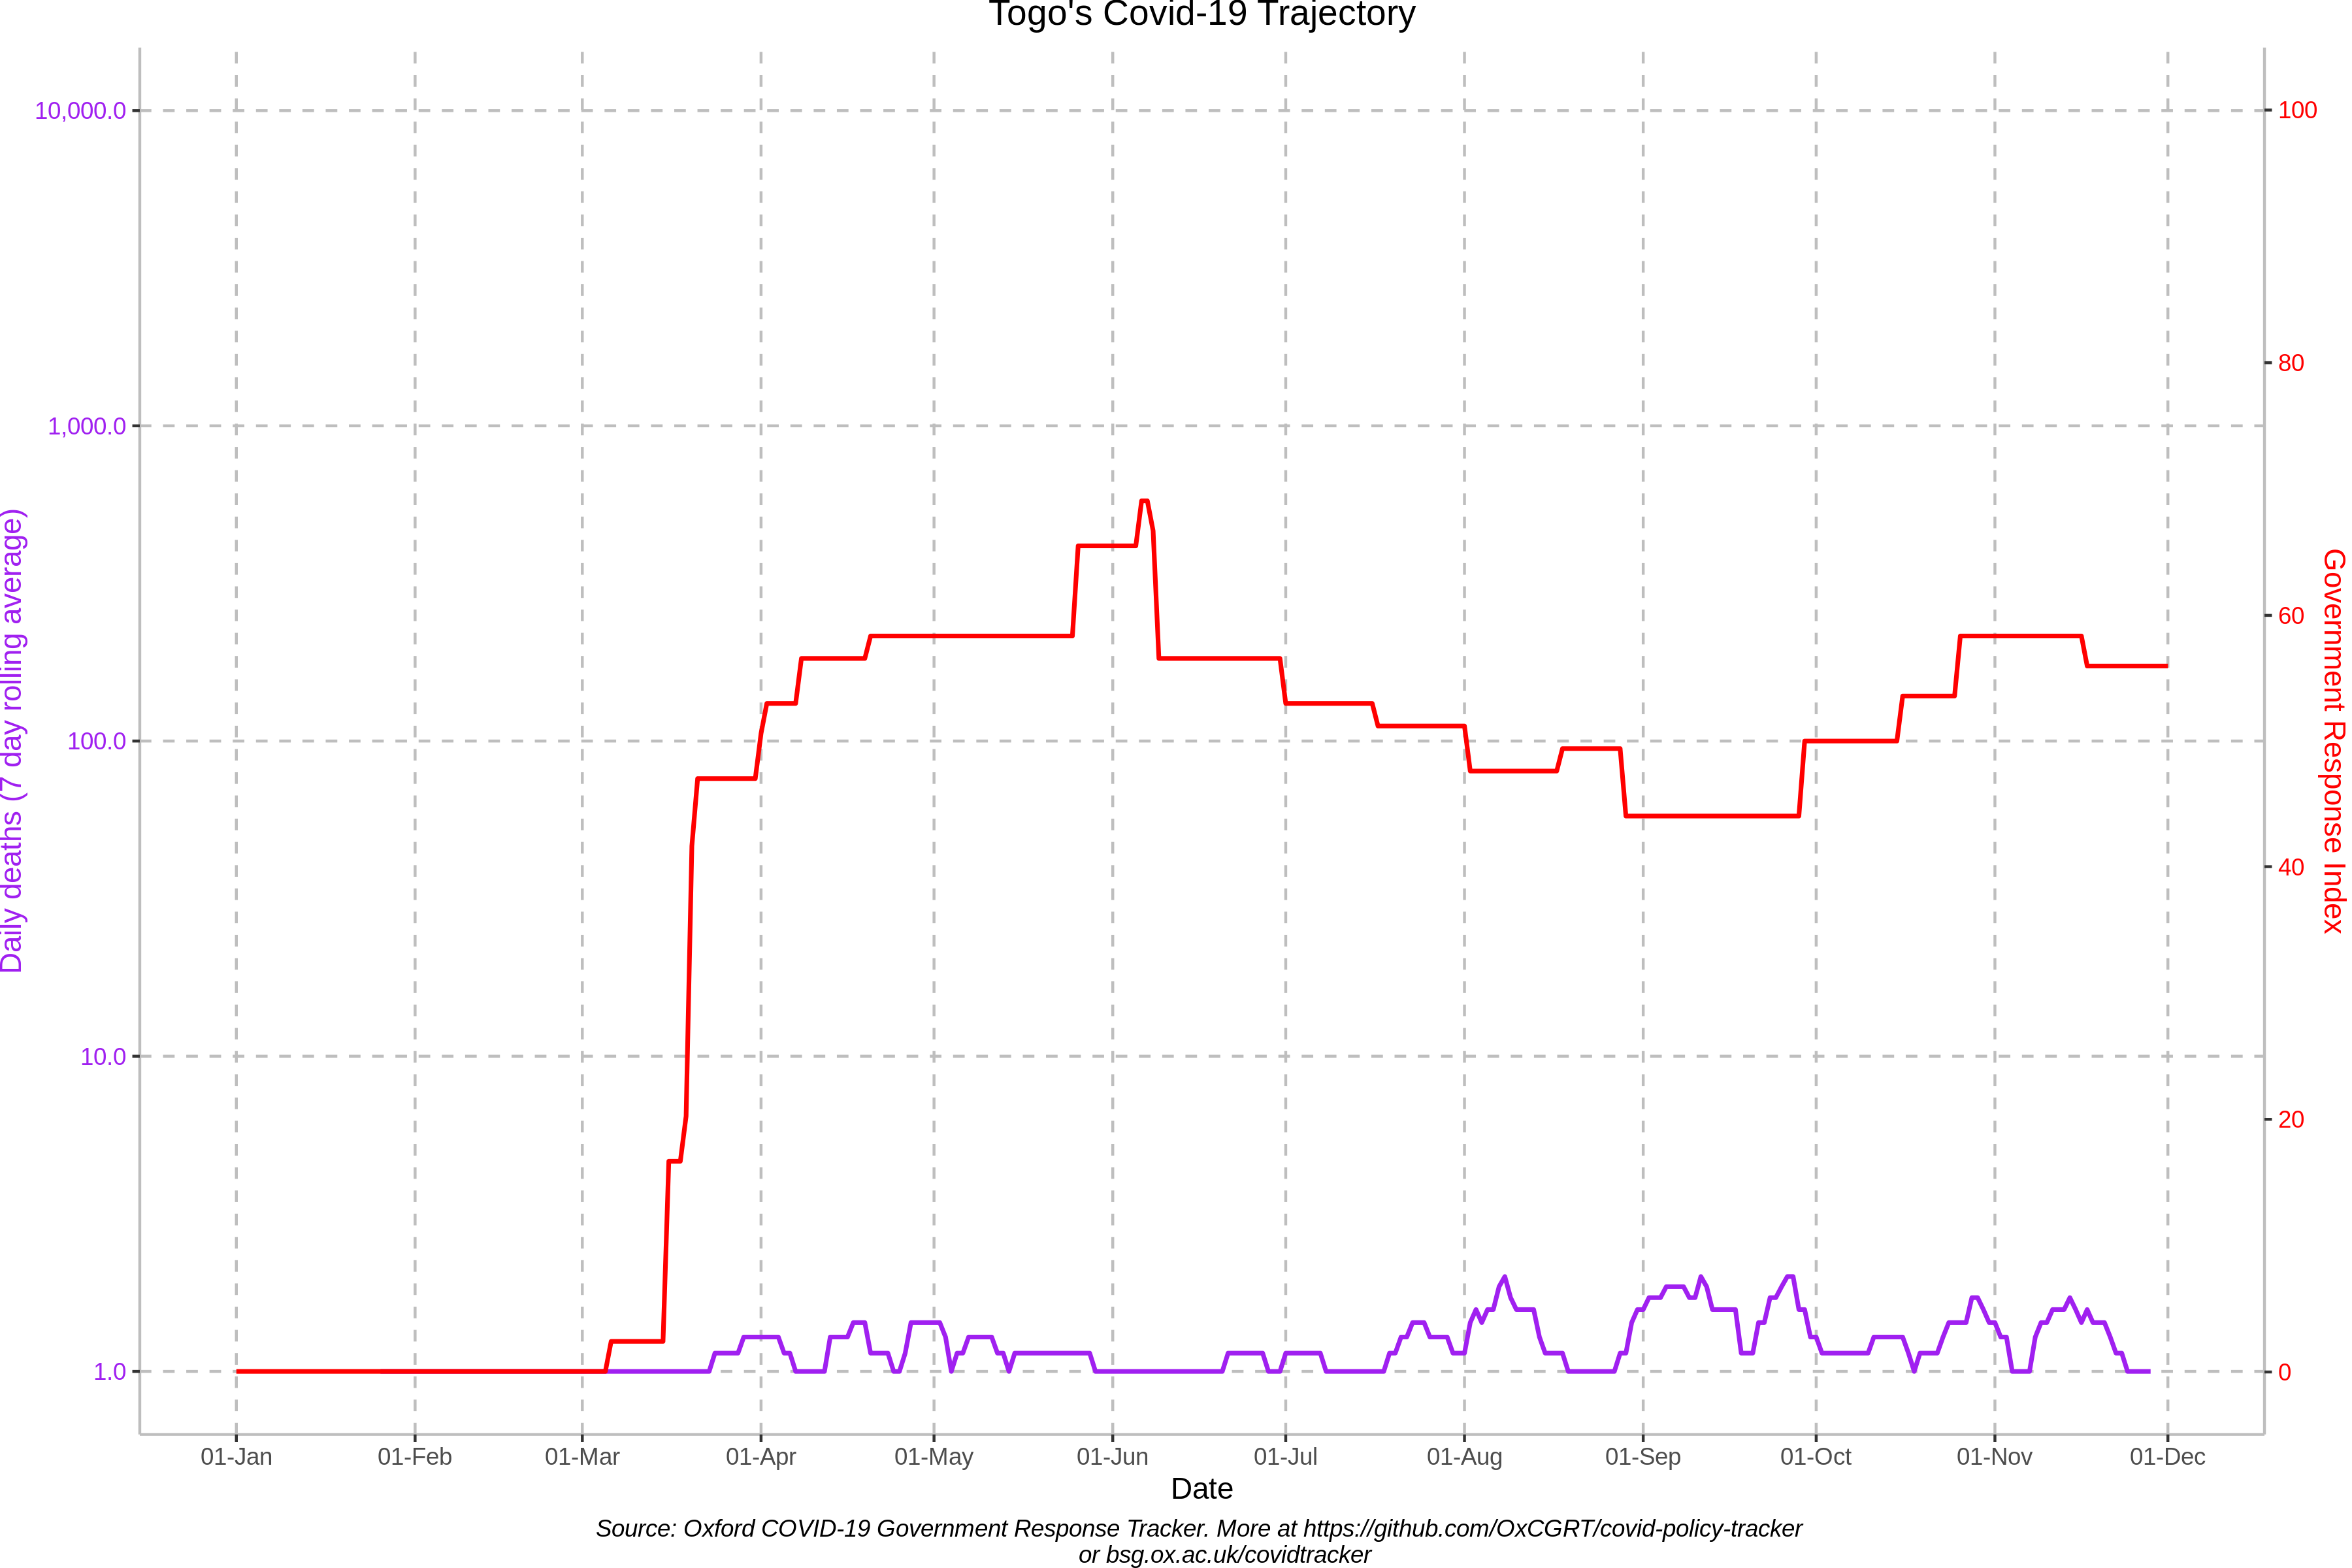 Togo's Covid-19 Trajectory
Daily deaths (7 day rolling average)
10,000.0
1,000.0
100.0
10.0
1.0
100
80
60
40
20
0
Government Response Index
01-Jan 01-Feb 01-Mar 01-Apr 01-May 01-Jun 01-Jul 01-Aug 01-Sep 01-Oct 01-Nov 01-Dec
Date
Source: Oxford COVID-19 Government Response Tracker. More at https://github.com/OxCGRT/covid-policy-tracker
or bsg.ox.ac.uk/covidtracker